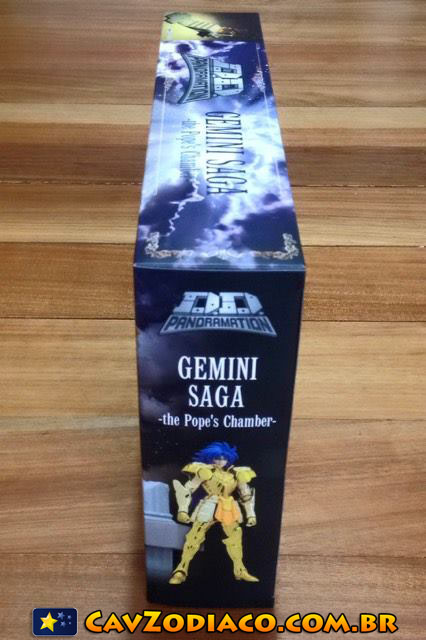 D.D.
PANORAMATION
GEMINI SAGA
-the Pope's Chamber-
D.D.
PANORAMATION
GEMINI
SAGA
-the Pope's Chamber-
CAVZODIACO.COM.BR